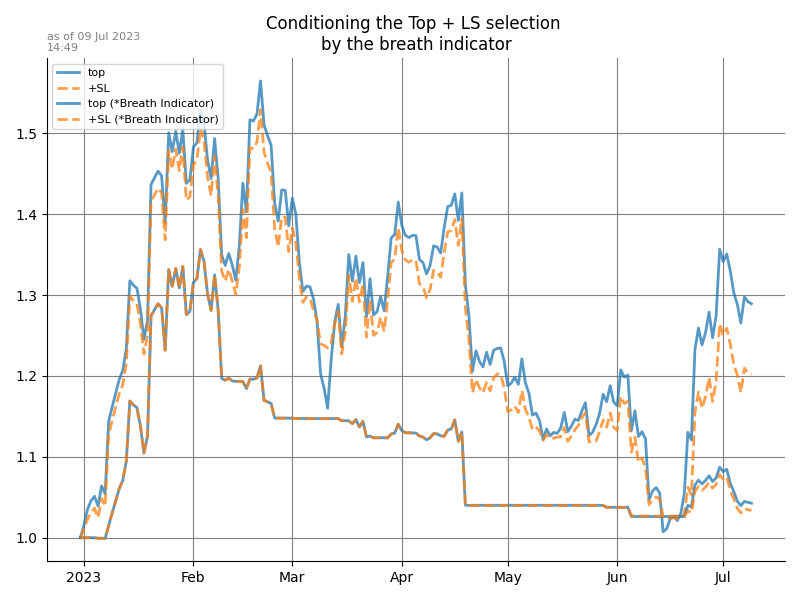 Conditioning the Top + LS selection
by the breath indicator
as of 09 Jul 2023
14:49
top
+SL
top (*Breath Indicator)
+SL (*Breath Indicator)
1.5
1.4
1.3
1.2
1.1
1.0
2023 Feb Mar Apr May Jun Jul